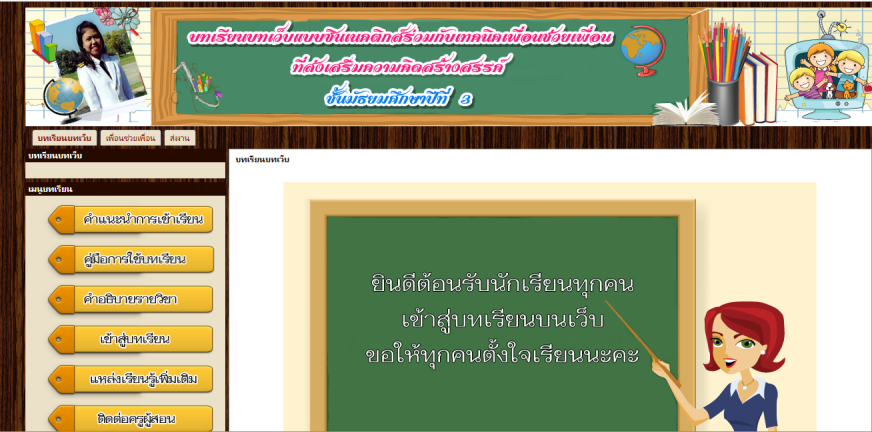 บทเรียนบทเว็บแบบซินเนคติกส์ร่วมกับเทคนิคเพื่อนช่วยเพื่อน
ที่ส่งเสริมความคิดสร้างสรรค์
ชั้นมัธยมศึกษาปีที่ 3
บทเรียนบทเว็บ
เพื่อนช่วยเพื่อน
บทเรียนบทเว็บ
บทเรียนบทเว็บ
เมนูบทเรียน
คำแนะนำการเข้าเรียน
คู่มือการใช้บทเรียน
คำอธิบายรายวิชา
เข้าสู่บทเรียน
แหล่งเรียนรู้เพิ่มเติม
ติดต่อครูผู้สอน
ยินดีต้อนรับนักเรียนทุกคน
เข้าสู่บทเรียนบนเว็บ
ขอให้ทุกคนตั้งใจเรียนนะคะ